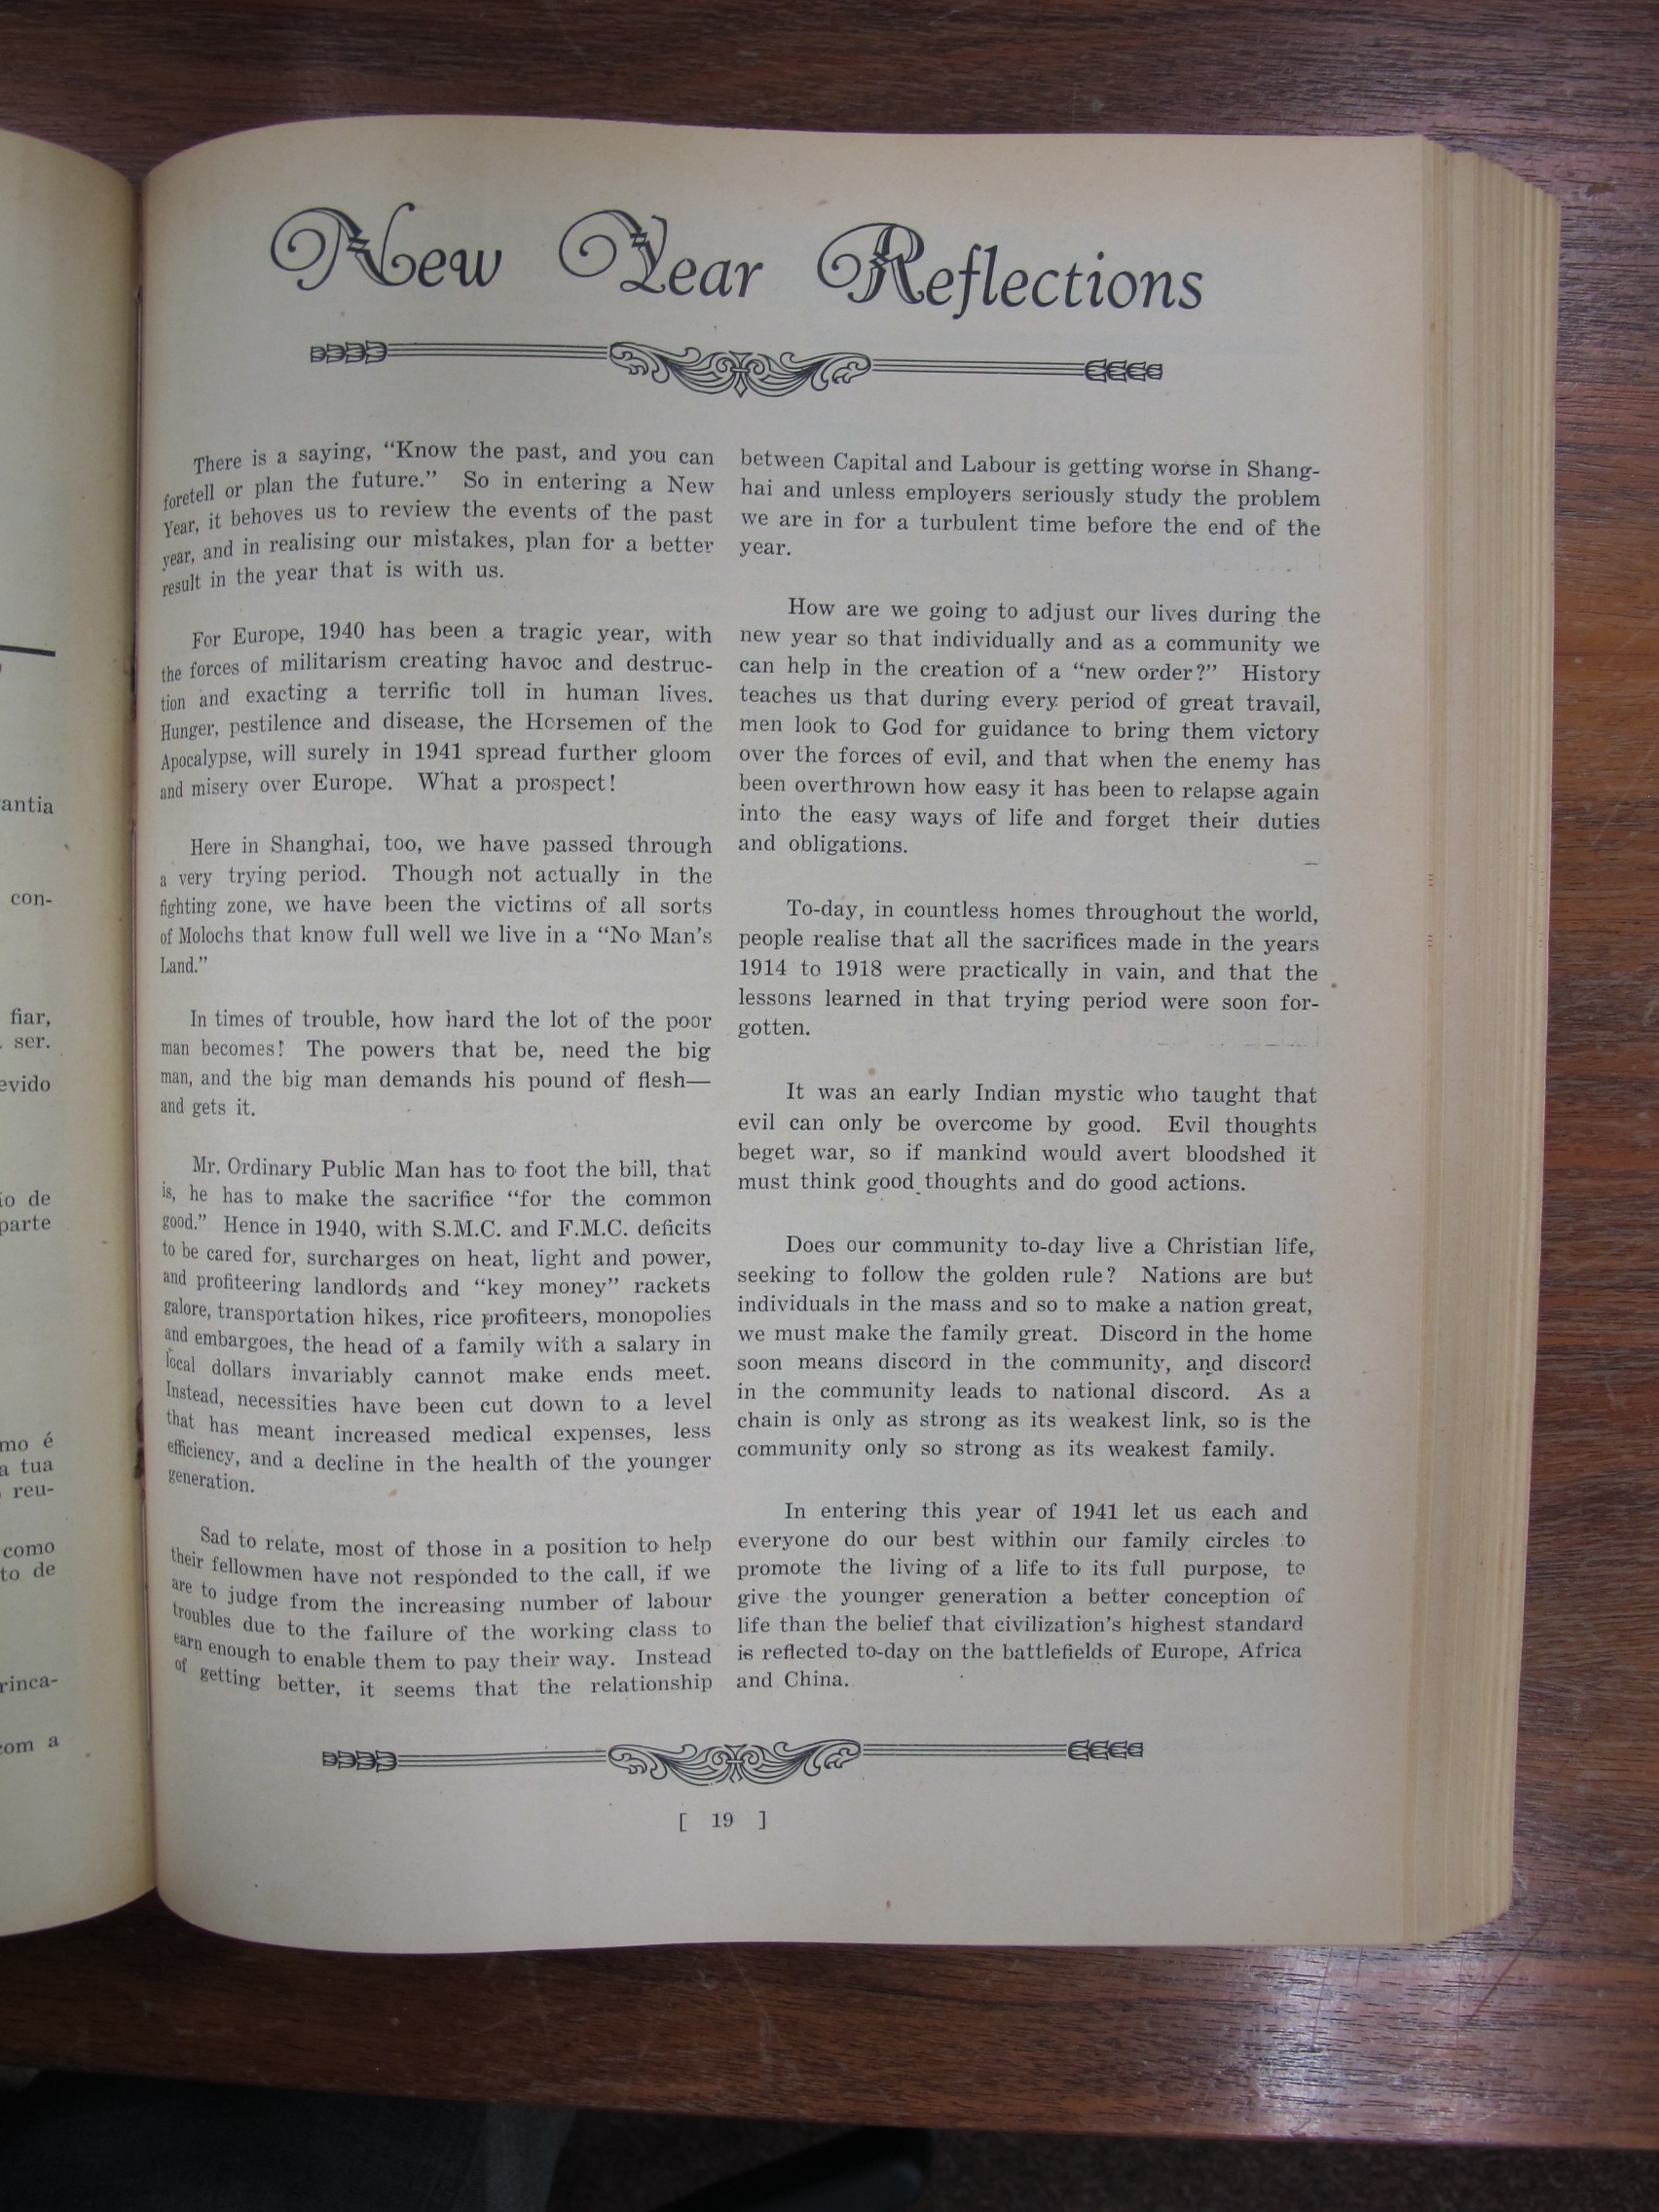 antia
con-
fiar,
ser.
evido
io de
parte
mo é
a tua
reu-
como
to de
rinca-
com a
New Year Reflections
There is a saying, “Know the past, and you can
foretell or plan the future.” So in entering a New
Year, it behoves us to review the events of the past
year, and in realising our mistakes, plan for a better
result in the year that is with us.
For Europe, 1940 has been a tragic year, with
the forces of militarism creating havoc and destruc-
tion and exacting a terrific toll in human lives.
Hunger, pestilence and disease, the Horsemen of the
Apocalypse, will surely in 1941 spread further gloom
and misery over Europe. What a prospect!
Here in Shanghai, too, we have passed through
a very trying period. Though not actually in the
fighting zone, we have been the victims of all sorts
of Molochs that know full well we live in a “No Man’s
Land.”
In times of trouble, how hard the lot of the poor
man becomes! The powers that be, need the big
man, and the big man demands his pound of flesh—
and gets it.
Mr. Ordinary Public Man has to foot the bill, that
is, he has to make the sacrifice “for the common
good.” Hence in 1940, with S.M.C. and F.M.C. deficits
to be cared for, surcharges on heat, light and power,
and profiteering landlords and “key money” rackets
galore, transportation hikes, rice profiteers, monopolies
and embargoes, the head of a family with a salary in
local dollars invariably cannot make ends meet.
Instead, necessities have been cut down to a level
that has meant increased medical expenses, less
efficiency, and a decline in the health of the younger
generation.
Sad to relate, most of those in a position to help
their fellowmen have not responded to the call, if we
are to judge from the increasing number of labour
troubles due to the failure of the working class to
earn enough to enable them to pay their way. Instead
of getting better, it seems that the relationship
between Capital and Labour is getting worse in Shang-
hai and unless employers seriously study the problem
we are in for a turbulent time before the end of the
year.
How are we going to adjust our lives during the
new year so that individually and as a community we
can help in the creation of a “new order?” History
teaches us that during every period of great travail,
men look to God for guidance to bring them victory
over the forces of evil, and that when the enemy has
been overthrown how easy it has been to relapse again
into the easy ways of life and forget their duties
and obligations.
To-day, in countless homes throughout the world,
people realise that all the sacrifices made in the years
1914 to 1918 were practically in vain, and that the
lessons learned in that trying period were soon for-
gotten.
It was an early Indian mystic who taught that
evil can only be overcome by good. Evil thoughts
beget war, so if mankind would avert bloodshed it
must think good thoughts and do good actions.
Does our community to-day live a Christian life,
seeking to follow the golden rule? Nations are but
individuals in the mass and so to make a nation great,
we must make the family great. Discord in the home
soon means discord in the community, and discord
in the community leads to national discord. As a
chain is only as strong as its weakest link, so is the
community only so strong as its weakest family.
In entering this year of 1941 let us each and
everyone do our best within our family circles to
promote the living of a life to its full purpose, to
give the younger generation a better conception of
life than the belief that civilization’s highest standard
is reflected to-day on the battlefields of Europe, Africa
and China.
[ 19 ]